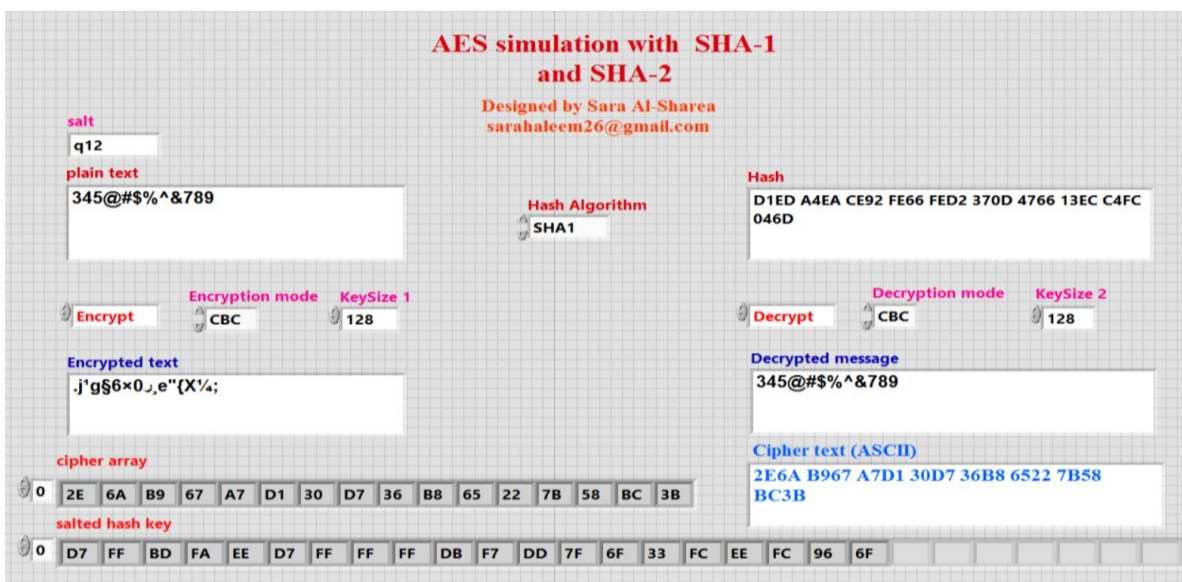 AES simulation with SHA-1
and SHA-2
Designed by Sara Al-Sharea
sarahaleem26@gmail.com
salt
q12
plain text
345@#$%^&789
Hash Algorithm
SHA1
Hash
D1ED A4EA CE92 FE66 FED2 370D 4766 13EC C4FC
046D
Encrypt
Encryption mode
CBC
KeySize 1
128
Decrypt
Decryption mode
CBC
KeySize 2
128
Encrypted text
Decrypted message
345@#$%^&789
cipher array
0 2E 6A B9 67 A7 D1 30 D7 36 B8 65 22 7B 58 BC 3B
Cipher text (ASCII)
2E6A B967 A7D1 30D7 36B8 6522 7B58
BC3B
salted hash key
0 D7 FF BD FA EE D7 FF FF FF DB F7 DD 7F 6F 33 FC EE FC 96 6F